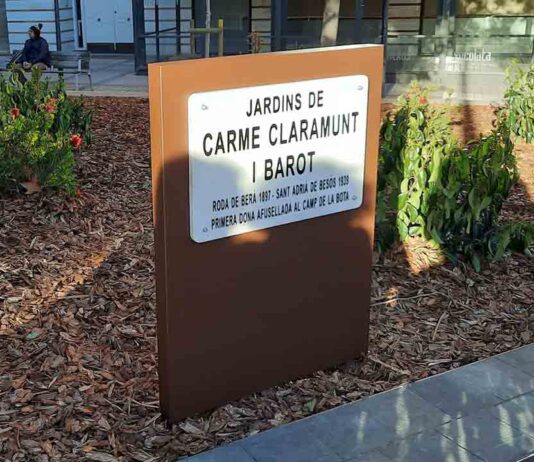 JARDINS DE
CARME CLARAMUNT
I BAROT
RODA DE BERÀ 1897 - SANT ADRIÀ DE BESÒS 1939
PRIMERA DONA AFUSELLADA AL CAMP DE LA BOTA